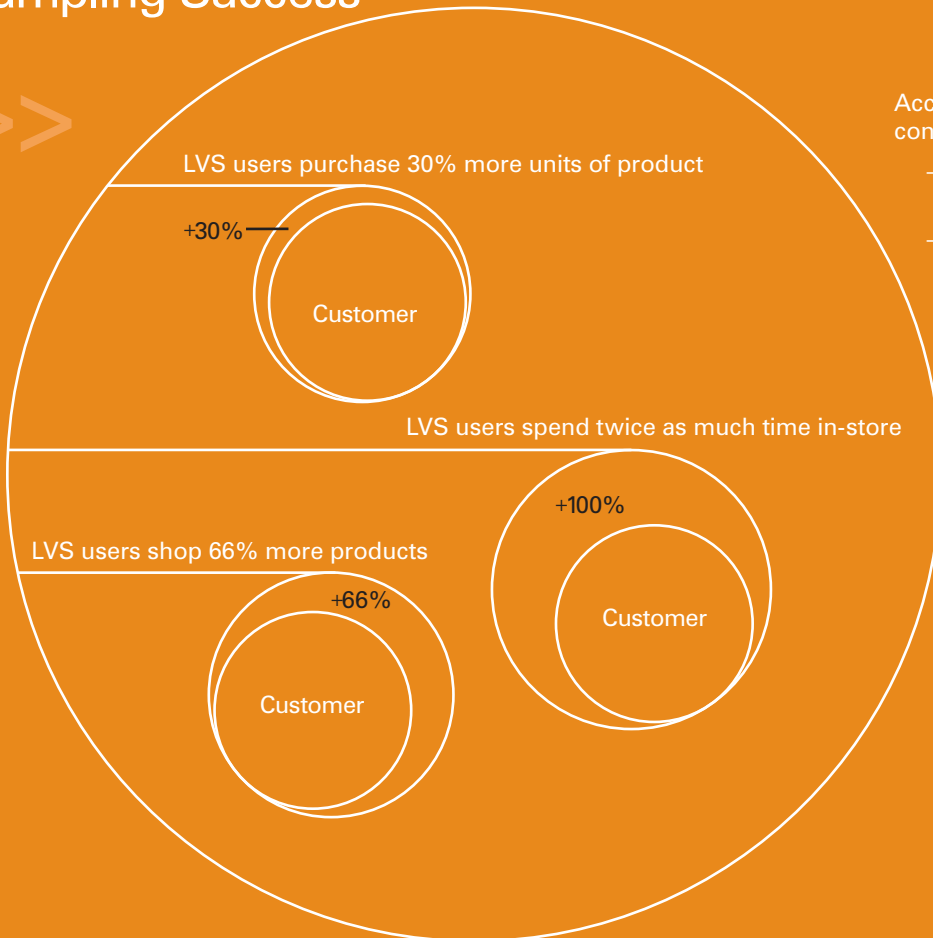 Success
>>
LVS users purchase 30% more units of product
+30%
Customer
LVS users spend twice as much time in-store
+100%
Customer
LVS users shop 66% more products
+66%
Customer